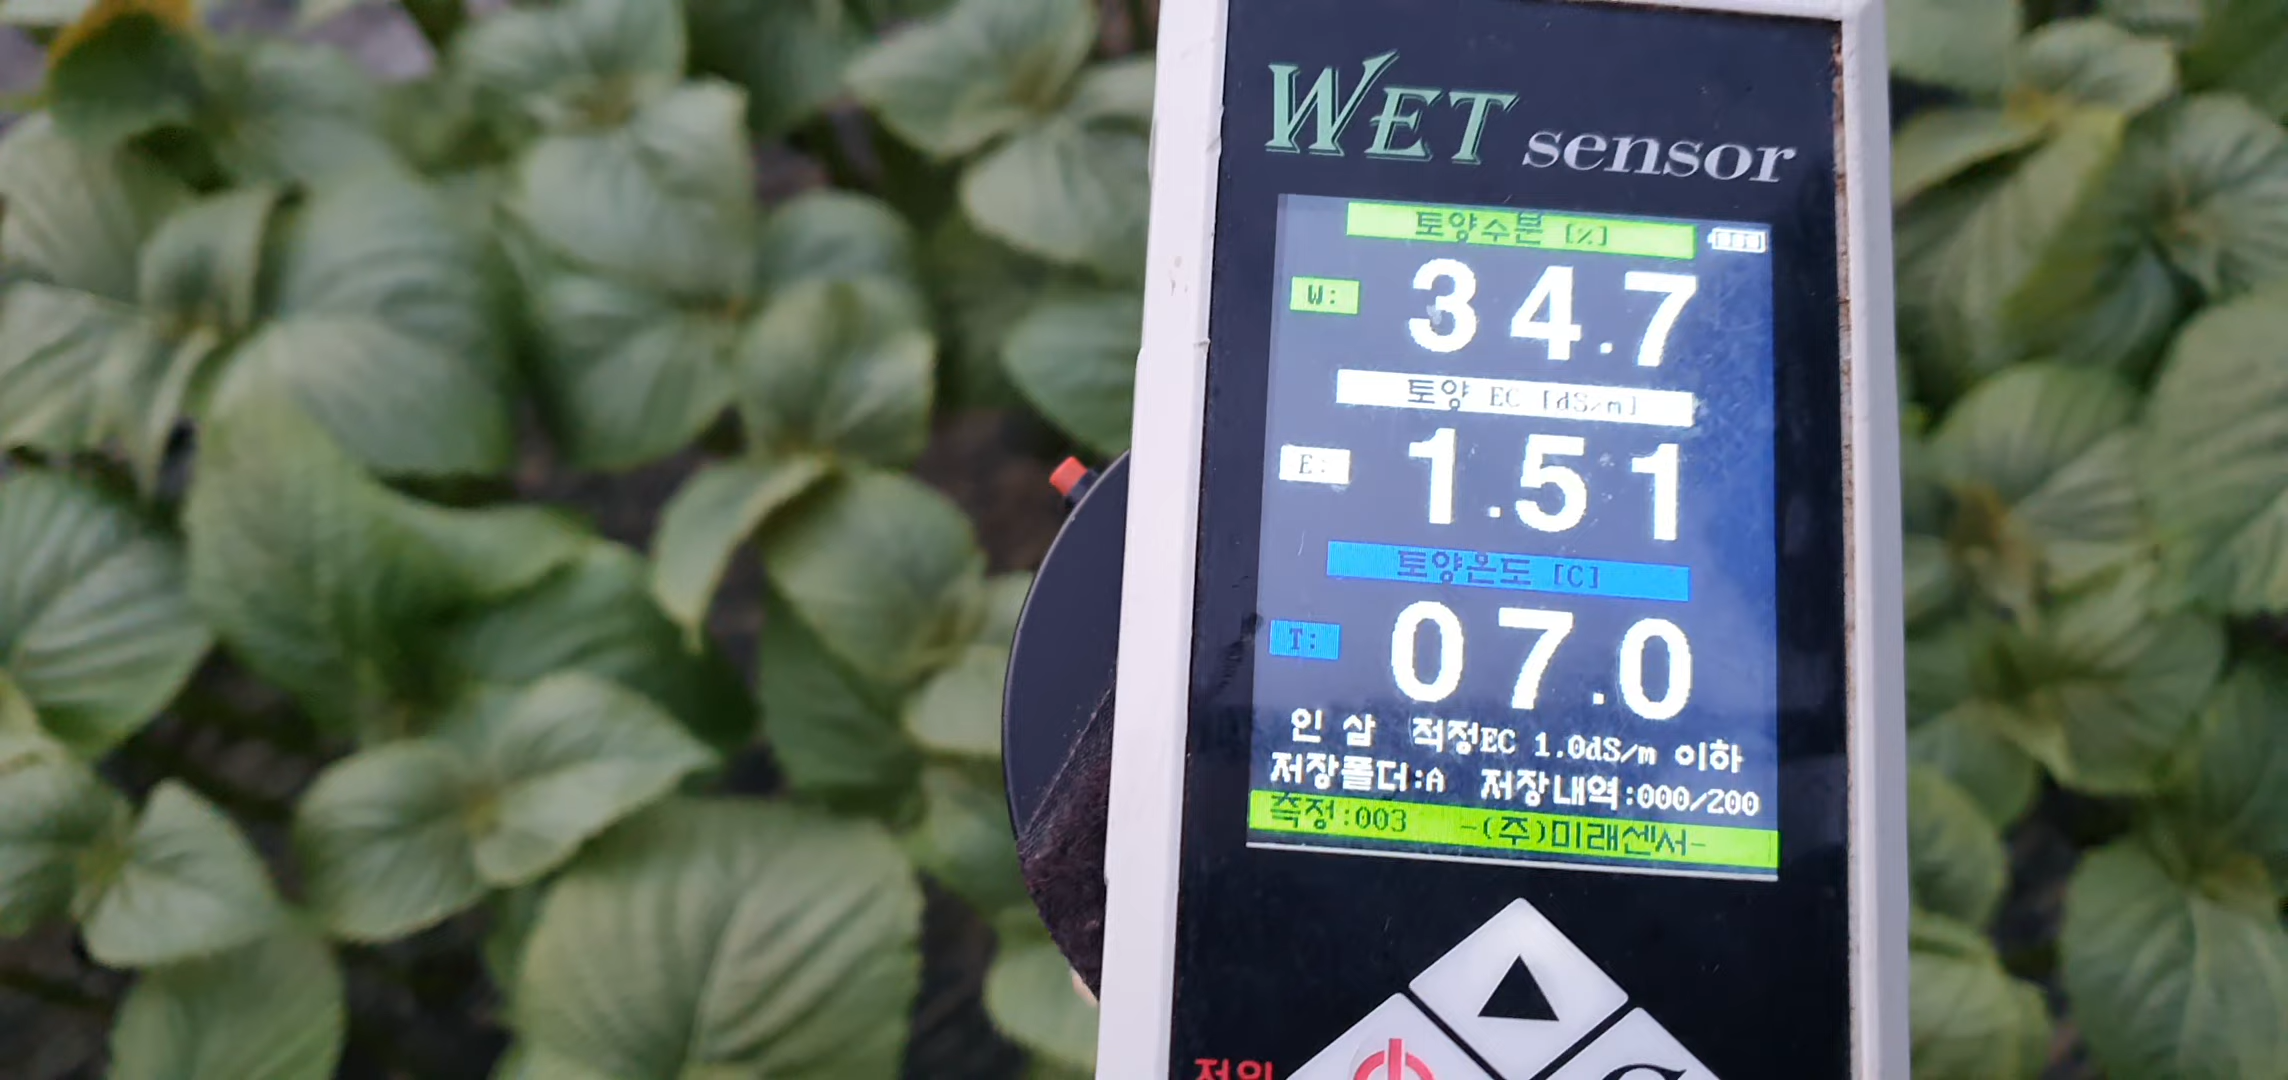 WET sensor
토양수분 [%]
W: 34.7
토양 EC [dS/m]
E: 1.51
토양온도 [C]
T: 07.0
인 삼 적정EC 1.0dS/m 이하
저장폴더:A 저장내역:000/200
측정:003 -(주)미래센서-
전원